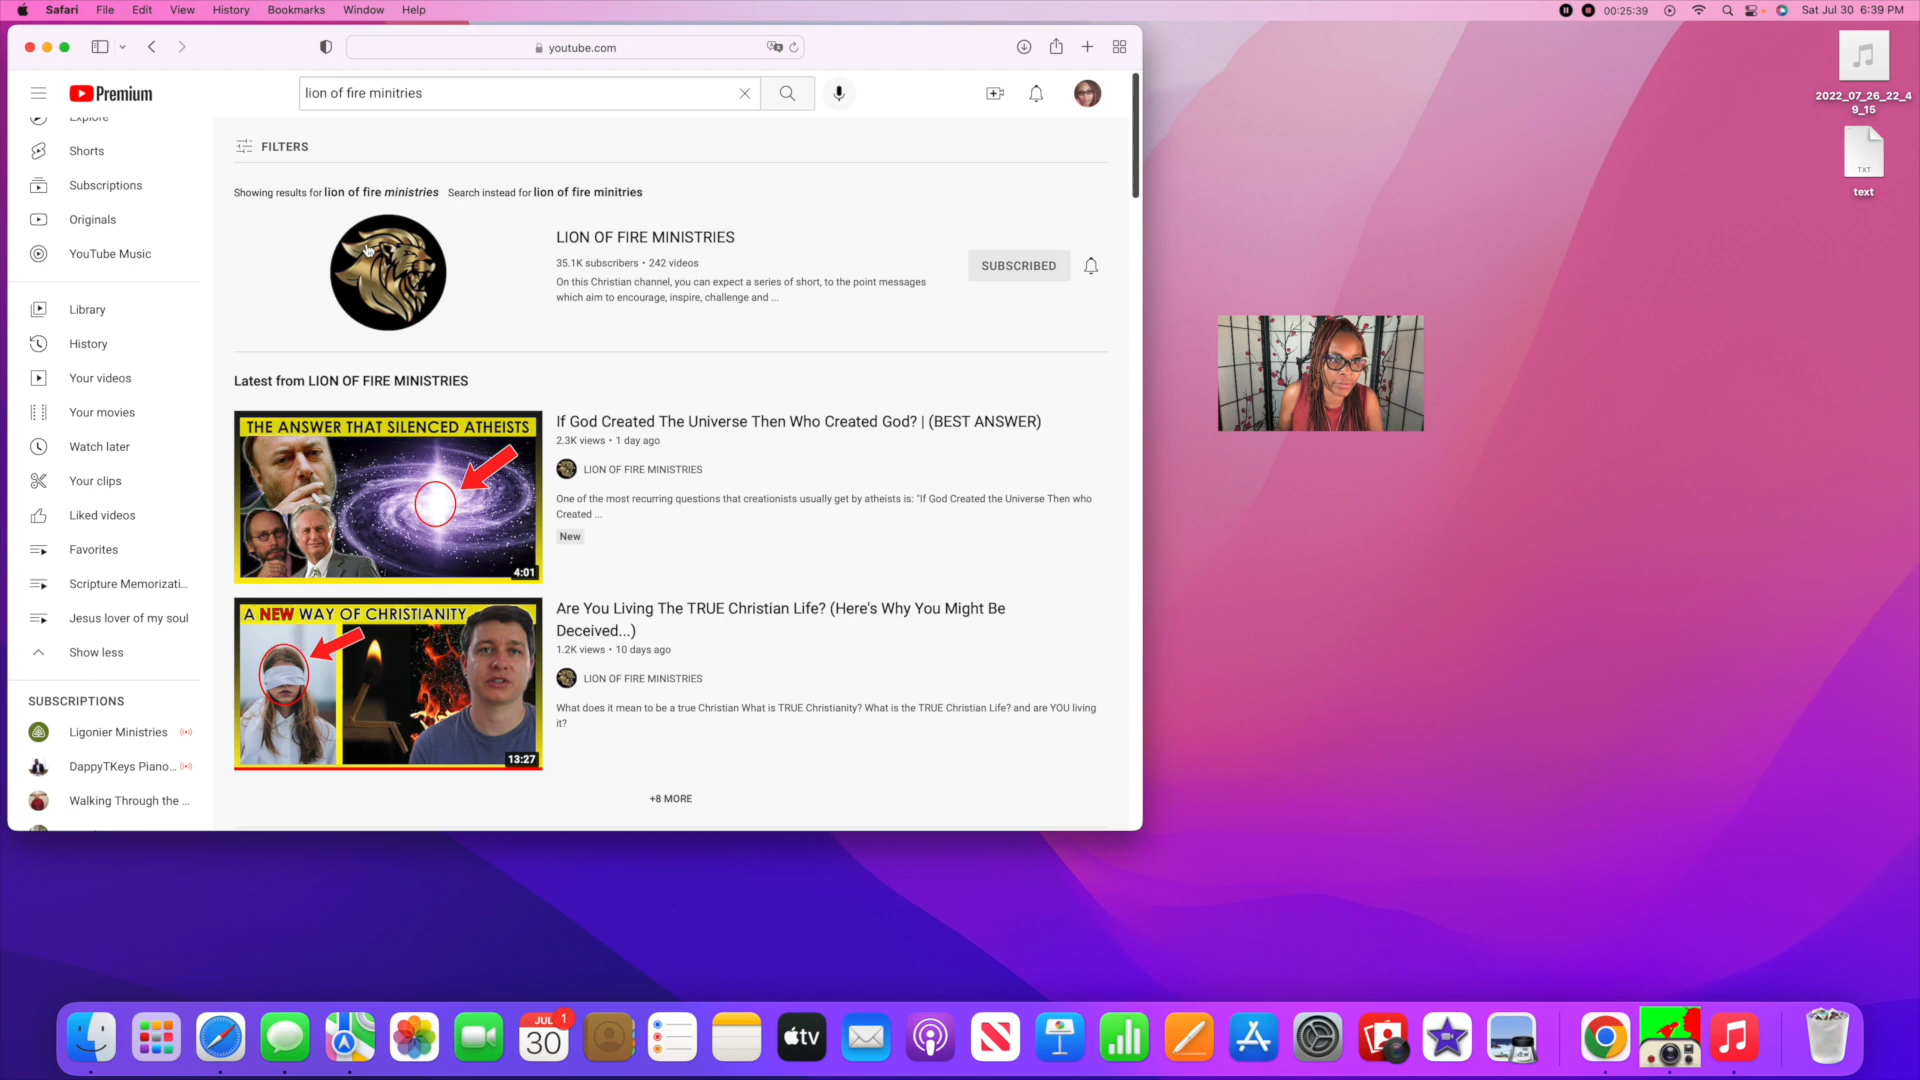 Safari File Edit View History Bookmarks Window Help 00:25:39 Sat Jul 30 6:39 PM
youtube.com
Premium
lion of fire minitries
Explore
Shorts
Subscriptions
Originals
YouTube Music
Library
History
Your videos
Your movies
Watch later
Your clips
Liked videos
Favorites
Scripture Memorizati...
Jesus lover of my soul
Show less
SUBSCRIPTIONS
Ligonier Ministries
DappyTKeys Piano...
Walking Through the ...
FILTERS
Showing results for lion of fire ministries Search instead for lion of fire minitries
LION OF FIRE MINISTRIES
35.1K subscribers • 242 videos
On this Christian channel, you can expect a series of short, to the point messages
which aim to encourage, inspire, challenge and ...
SUBSCRIBED
Latest from LION OF FIRE MINISTRIES
THE ANSWER THAT SILENCED ATHEISTS
4:01
If God Created The Universe Then Who Created God? | (BEST ANSWER)
2.3K views • 1 day ago
LION OF FIRE MINISTRIES
One of the most recurring questions that creationists usually get by atheists is: "If God Created the Universe Then who
Created ...
New
A NEW WAY OF CHRISTIANITY
13:27
Are You Living The TRUE Christian Life? (Here's Why You Might Be
Deceived...)
1.2K views • 10 days ago
LION OF FIRE MINISTRIES
What does it mean to be a true Christian What is TRUE Christianity? What is the TRUE Christian Life? and are YOU living
it?
+8 MORE
2022_07_26_22_4
9_15
TXT
text
JUL 1
30
tv